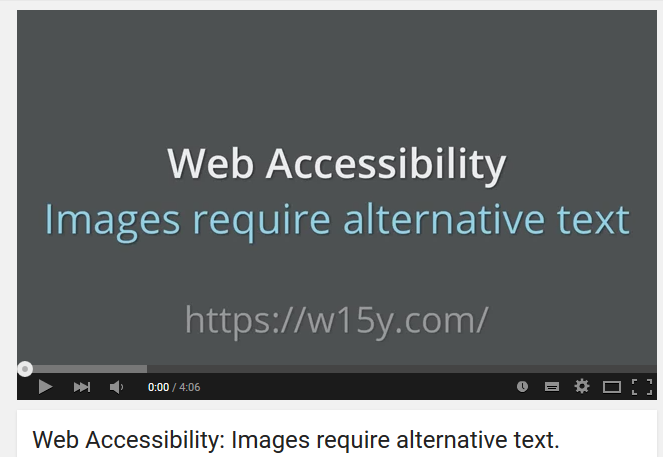 Web Accessibility
Images require alternative text
https://w15y.com/
0:00 / 4:06
Web Accessibility: Images require alternative text.